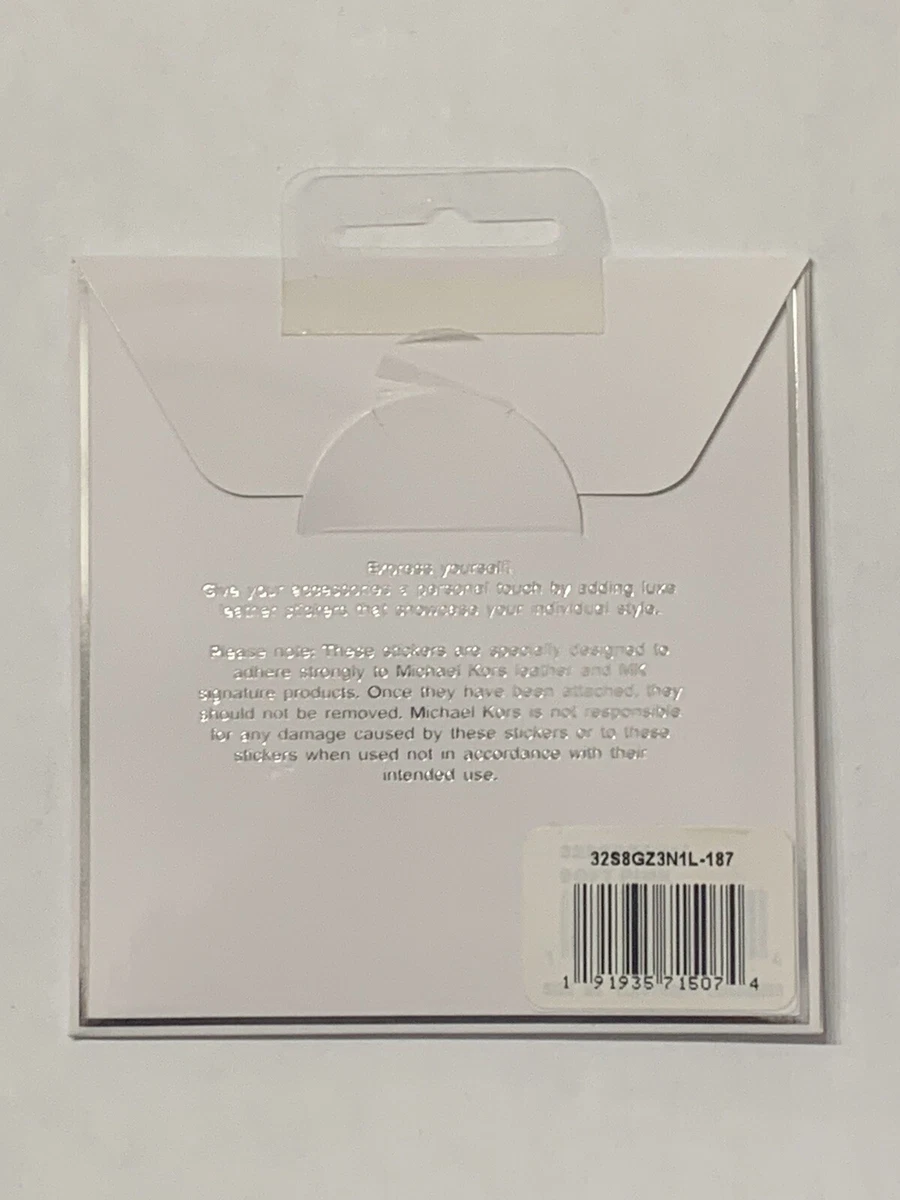 Express yourself.
Give your accessories a personal touch by adding luxe
leather stickers that showcase your individual style.
Please note: These stickers are specially designed to
adhere strongly to Michael Kors leather and MK
signature products. Once they have been attached, they
should not be removed. Michael Kors is not responsible
for any damage caused by these stickers or to these
stickers when used not in accordance with their
intended use.
32S8GZ3N1L-187
1 91935 71507 4